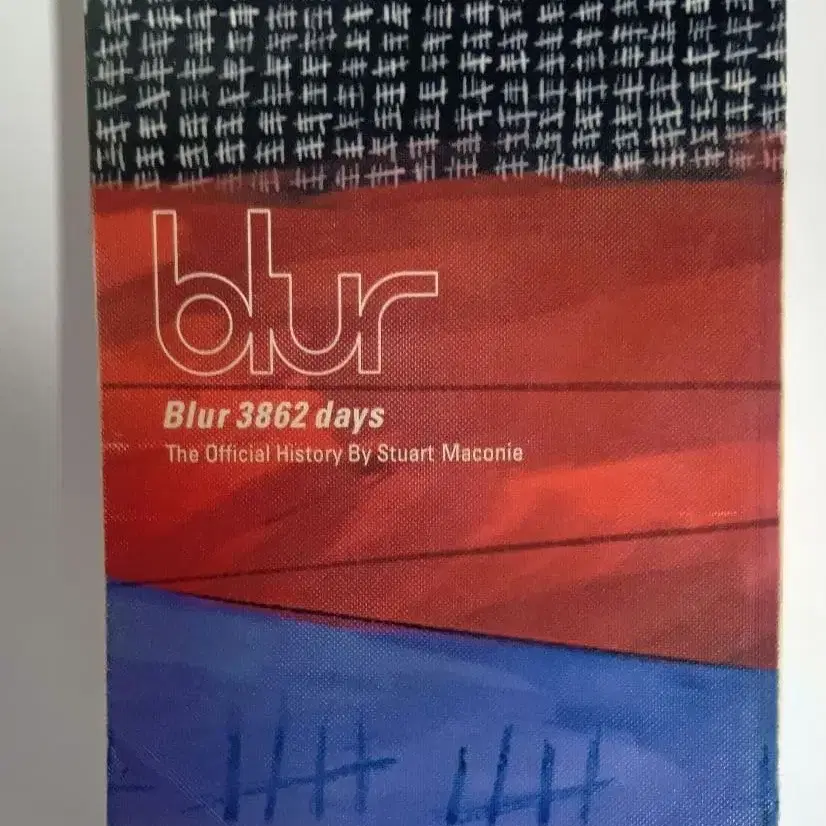 blur
Blur 3862 days
The Official History By Stuart Maconie